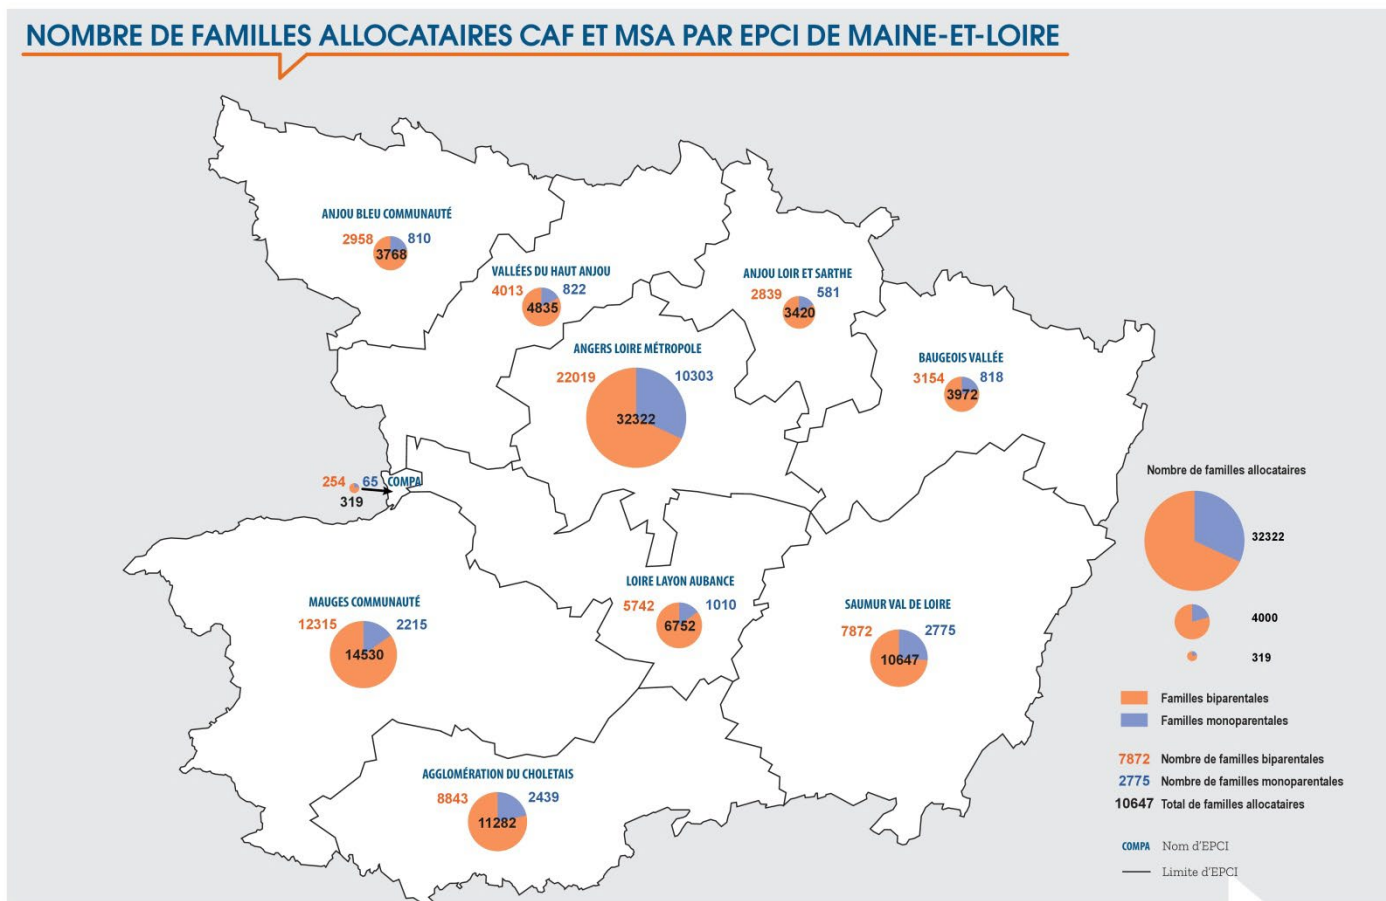 NOMBRE DE FAMILLES ALLOCATAIRES CAF ET MSA PAR EPCI DE MAINE-ET-LOIRE
ANJOU BLEU COMMUNAUTÉ
2958 810
3768
VALLÉES DU HAUT ANJOU
4013 822
4835
ANJOU LOIR ET SARTHE
2839 581
3420
ANGERS LOIRE MÉTROPOLE
22019 10303
32322
BAUGEOIS VALLÉE
3154 818
3972
254 65 COMPA
319
MAUGES COMMUNAUTÉ
12315 2215
14530
LOIRE LAYON AUBANCE
5742 1010
6752
SAUMUR VAL DE LOIRE
7872 2775
10647
AGGLOMÉRATION DU CHOLETAIS
8843 2439
11282
Nombre de familles allocataires
32322
4000
319
Familles biparentales
Familles monoparentales
7872 Nombre de familles biparentales
2775 Nombre de familles monoparentales
10647 Total de familles allocataires
COMPA Nom d'EPCI
Limite d'EPCI